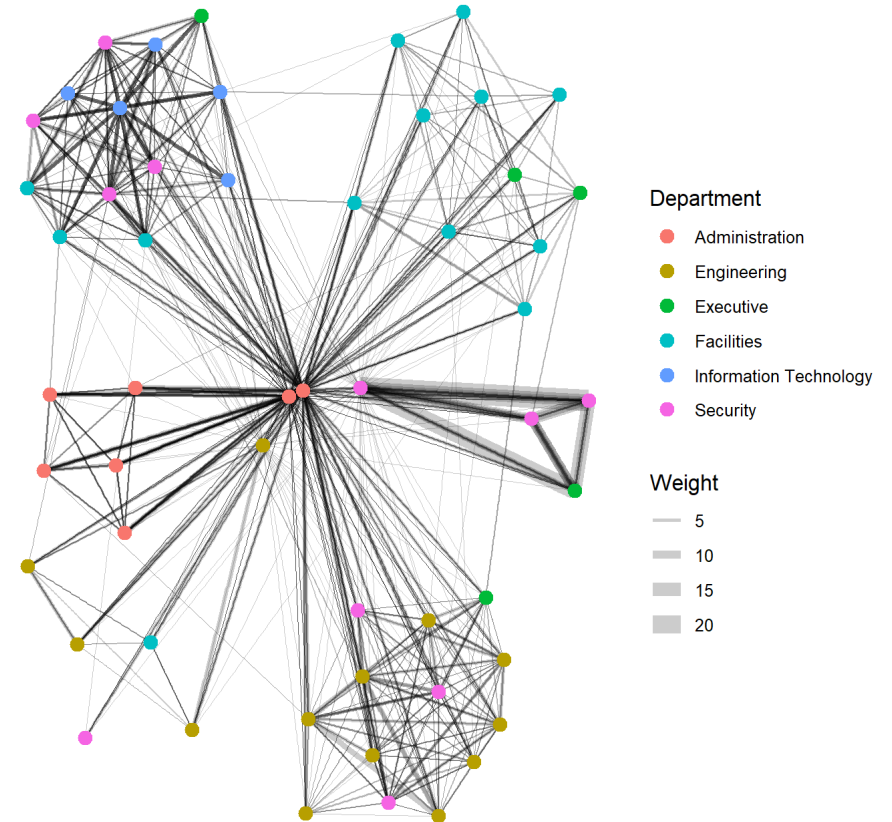 Department
Administration
Engineering
Executive
Facilities
Information Technology
Security
Weight
5
10
15
20